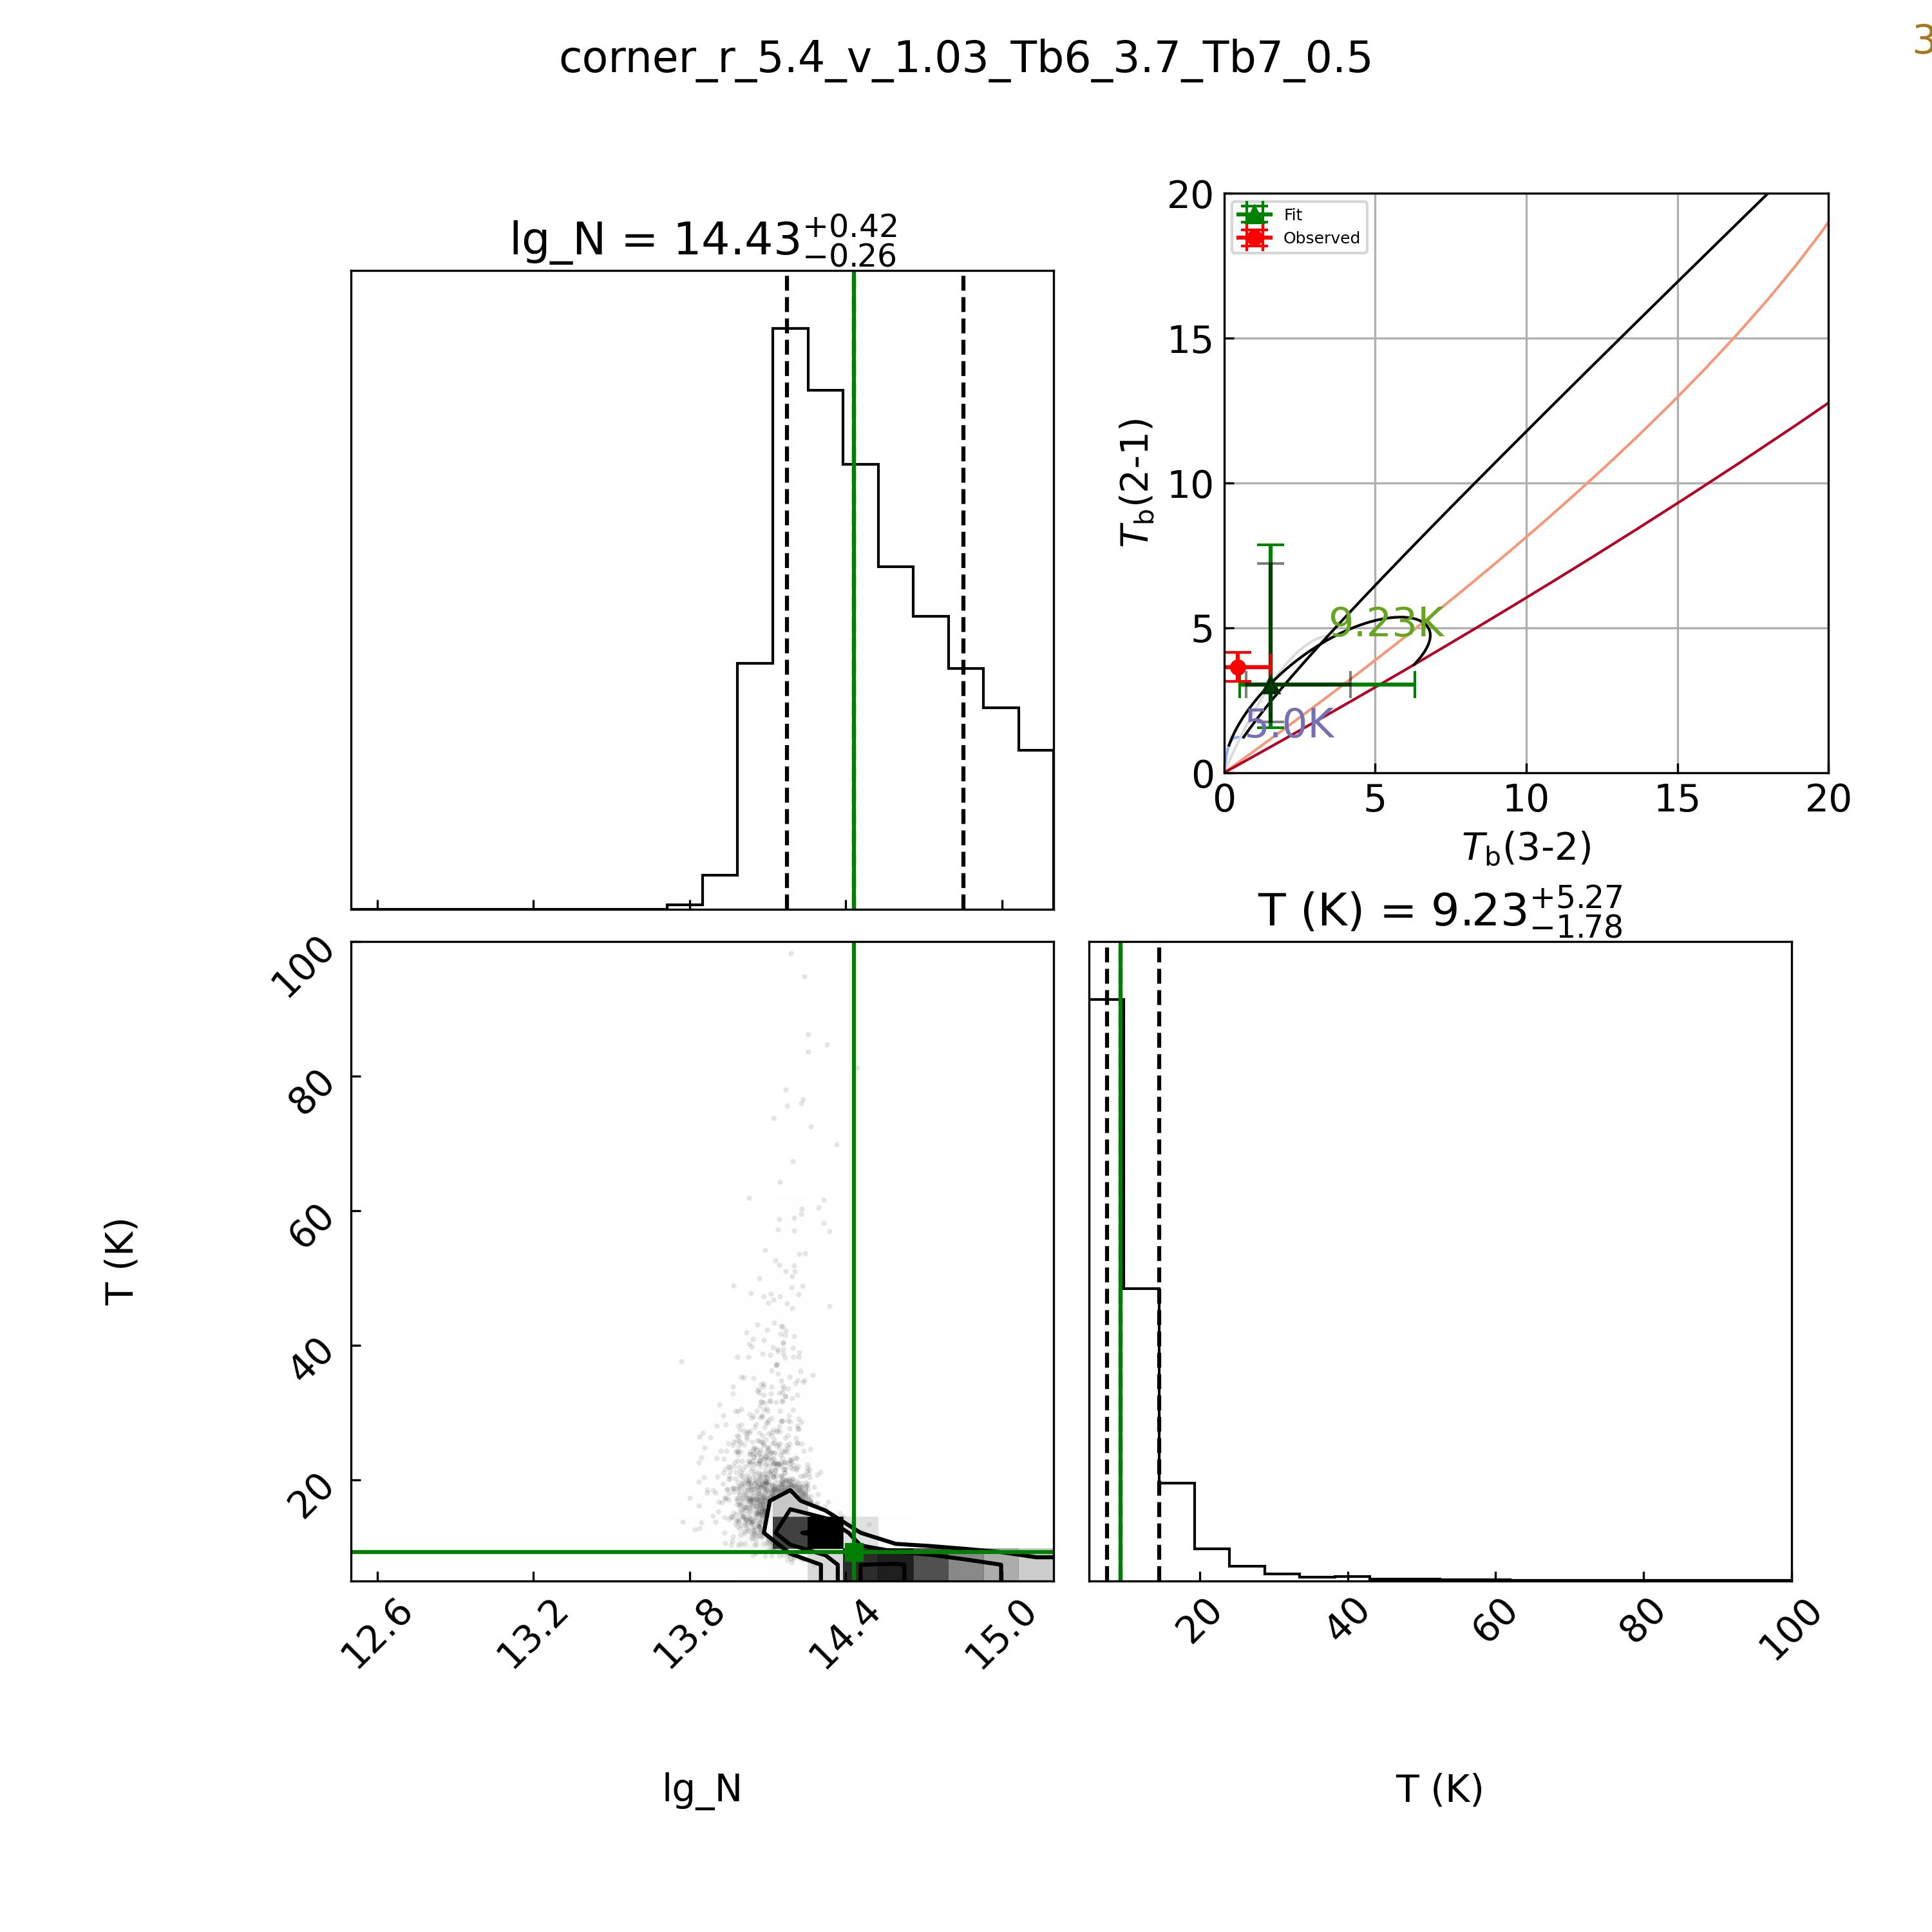 corner_r_5.4_v_1.03_Tb6_3.7_Tb7_0.5
3
lg_N = 14.43+0.42−0.26
20
15
10
5
0
Tb(2-1)
Fit
Observed
9.23K
5.0K
0 5 10 15 20
Tb(3-2)
T (K) = 9.23+5.27−1.78
100
80
60
40
20
T (K)
12.6 13.2 13.8 14.4 15.0
lg_N
20 40 60 80 100
T (K)